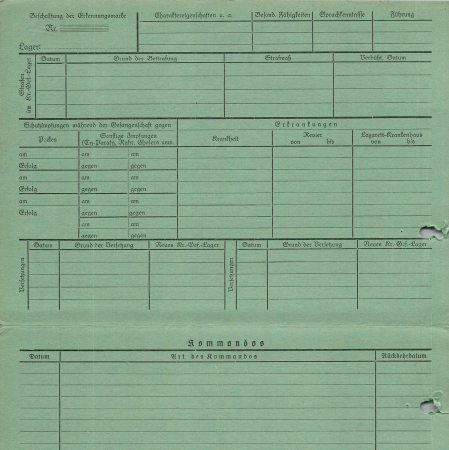 Beschriftung der Erkennungsmarke
Nr.
Lager:
Charaktereigenschaften u. a.
Besond. Fähigkeiten
Sprachkenntnisse
Führung
Strafen im Kr.-Gef.-Lager
Datum
Grund der Bestrafung
Strafmaß
Verbüßt, Datum
Schutzimpfungen während der Gefangenschaft gegen
Erkrankungen
Pocken
Sonstige Impfungen
(Ty-Paraty, Ruhr, Cholera usw.
Krankheit
Revier
von bis
Lazarett-Krankenhaus
von bis
am am am
Erfolg gegen gegen
am am am
Erfolg gegen gegen
am am am
Erfolg gegen gegen
am am
gegen gegen
Versetzungen
Datum
Grund der Versetzung
Neues Kr.-Gef.-Lager
Versetzungen
Datum
Grund der Versetzung
Neues Kr.-Gef.-Lager
Kommandos
Datum
Art des Kommandos
Rückkehrdatum